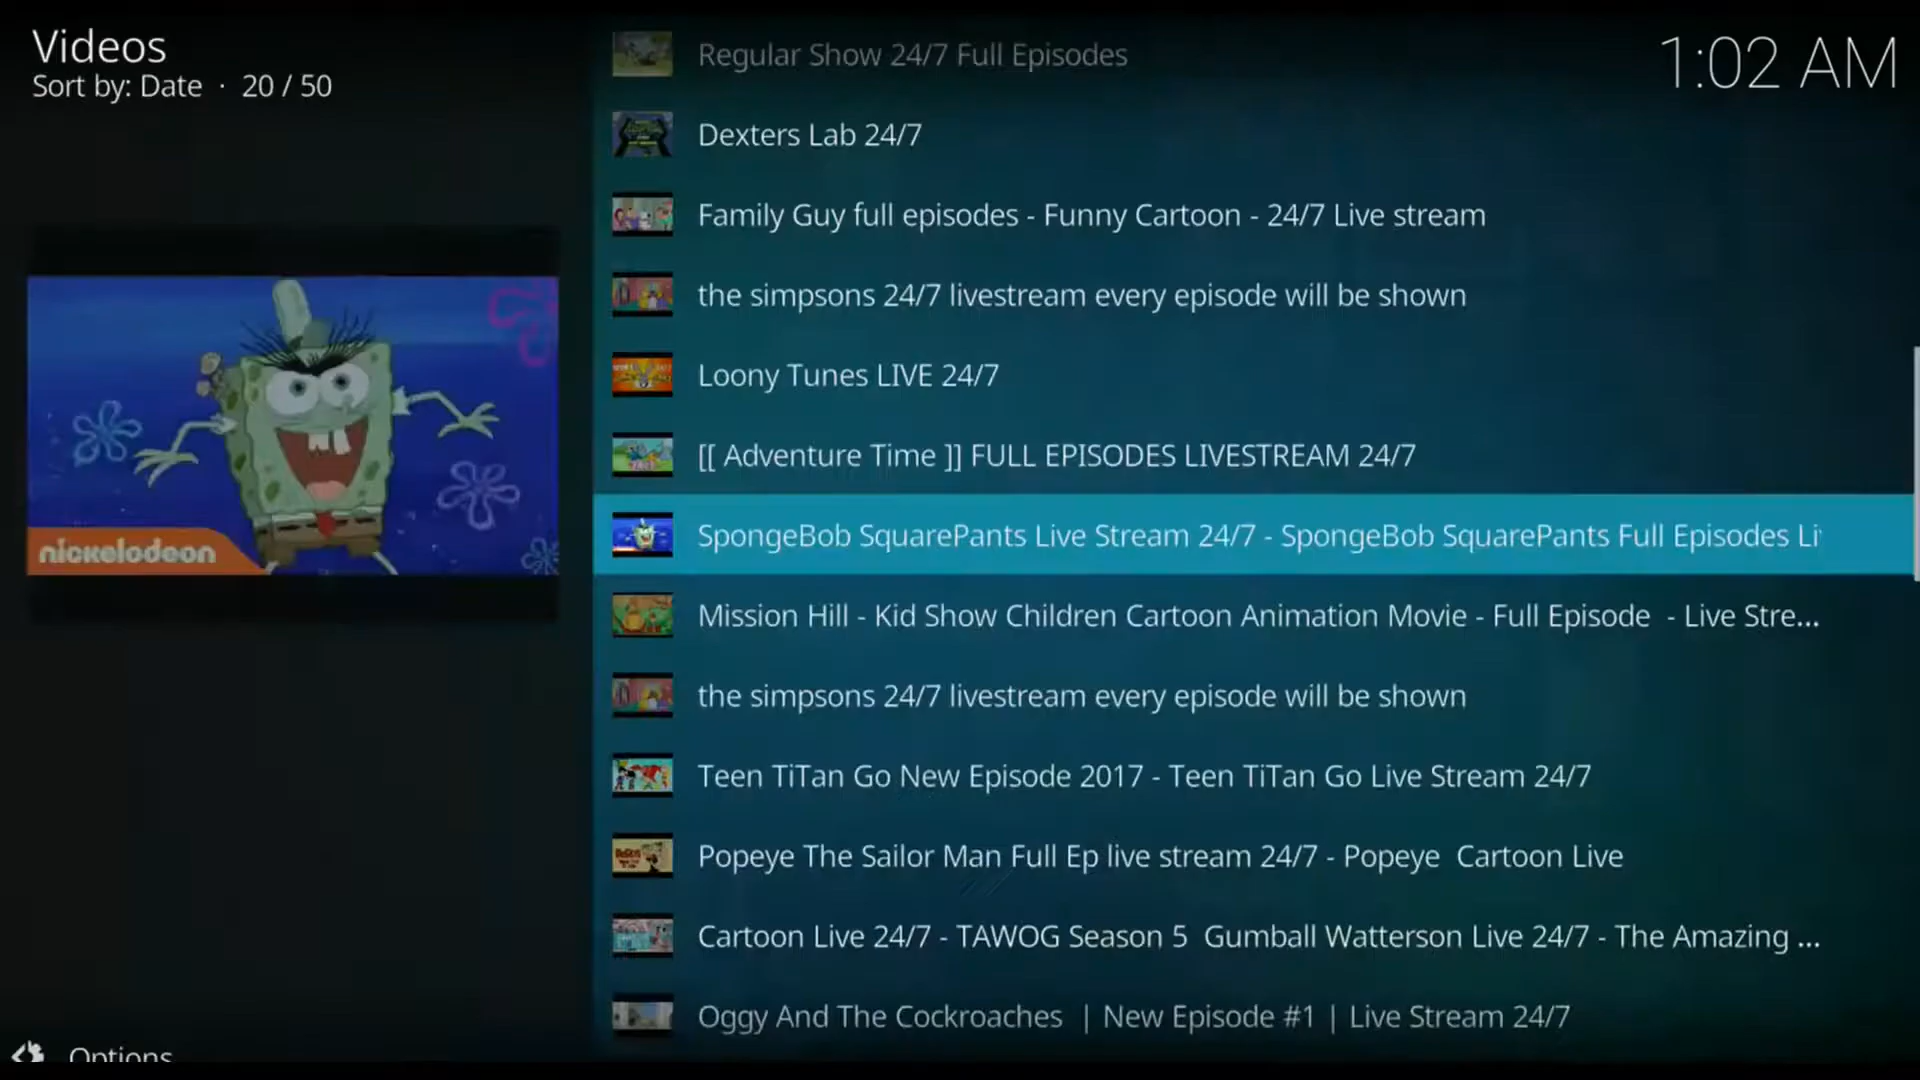 Videos
Sort by: Date · 20 / 50
1:02 AM
Regular Show 24/7 Full Episodes
Dexters Lab 24/7
Family Guy full episodes - Funny Cartoon - 24/7 Live stream
the simpsons 24/7 livestream every episode will be shown
Loony Tunes LIVE 24/7
[[ Adventure Time ]] FULL EPISODES LIVESTREAM 24/7
SpongeBob SquarePants Live Stream 24/7 - SpongeBob SquarePants Full Episodes Li
Mission Hill - Kid Show Children Cartoon Animation Movie - Full Episode - Live Stre...
the simpsons 24/7 livestream every episode will be shown
Teen TiTan Go New Episode 2017 - Teen TiTan Go Live Stream 24/7
Popeye The Sailor Man Full Ep live stream 24/7 - Popeye Cartoon Live
Cartoon Live 24/7 - TAWOG Season 5 Gumball Watterson Live 24/7 - The Amazing ...
Oggy And The Cockroaches | New Episode #1 | Live Stream 24/7
nickelodeon
Options